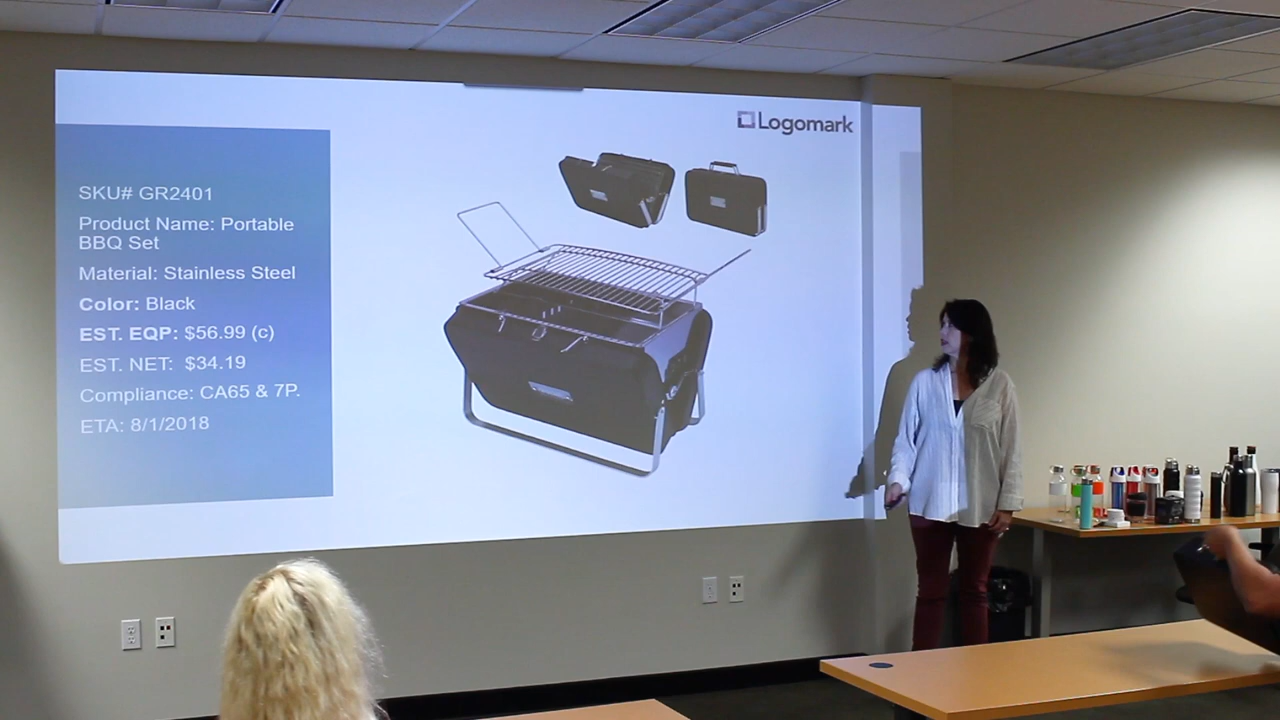 Logomark
SKU# GR2401
Product Name: Portable
BBQ Set
Material: Stainless Steel
Color: Black
EST. EQP: $56.99 (c)
EST. NET: $34.19
Compliance: CA65 & 7P.
ETA: 8/1/2018